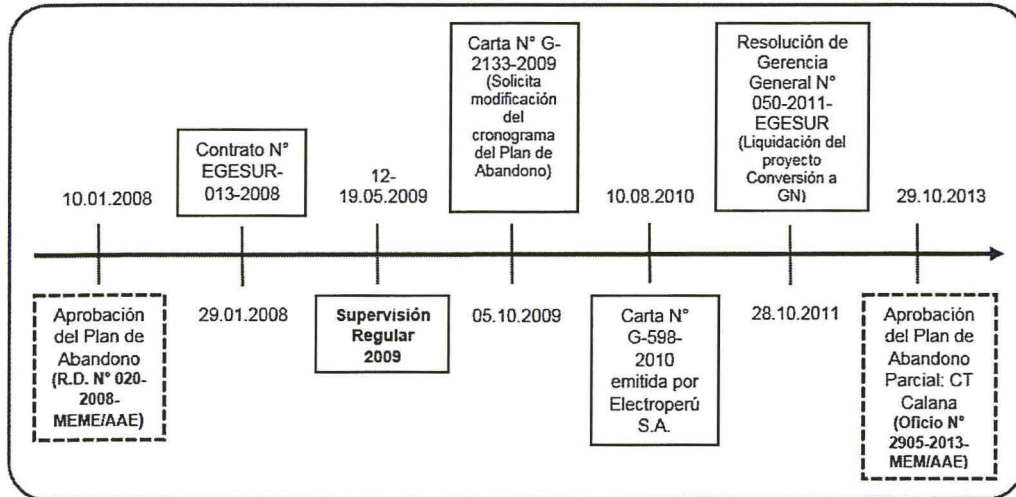 10.01.2008
Aprobación
del Plan de
Abandono
(R.D. N° 020-
2008-
MEME/AAE)
Contrato N°
EGESUR-
013-2008
29.01.2008
12-
19.05.2009
Supervisión
Regular
2009
Carta N° G-
2133-2009
(Solicita
modificación
del
cronograma
del Plan de
Abandono)
05.10.2009
10.08.2010
Carta N°
G-598-
2010
emitida por
Electroperú
S.A.
Resolución de
Gerencia
General N°
050-2011-
EGESUR
(Liquidación del
proyecto
Conversión a
GN)
28.10.2011
29.10.2013
Aprobación
del Plan de
Abandono
Parcial: CT
Calana
(Oficio N°
2905-2013-
MEM/AAE)